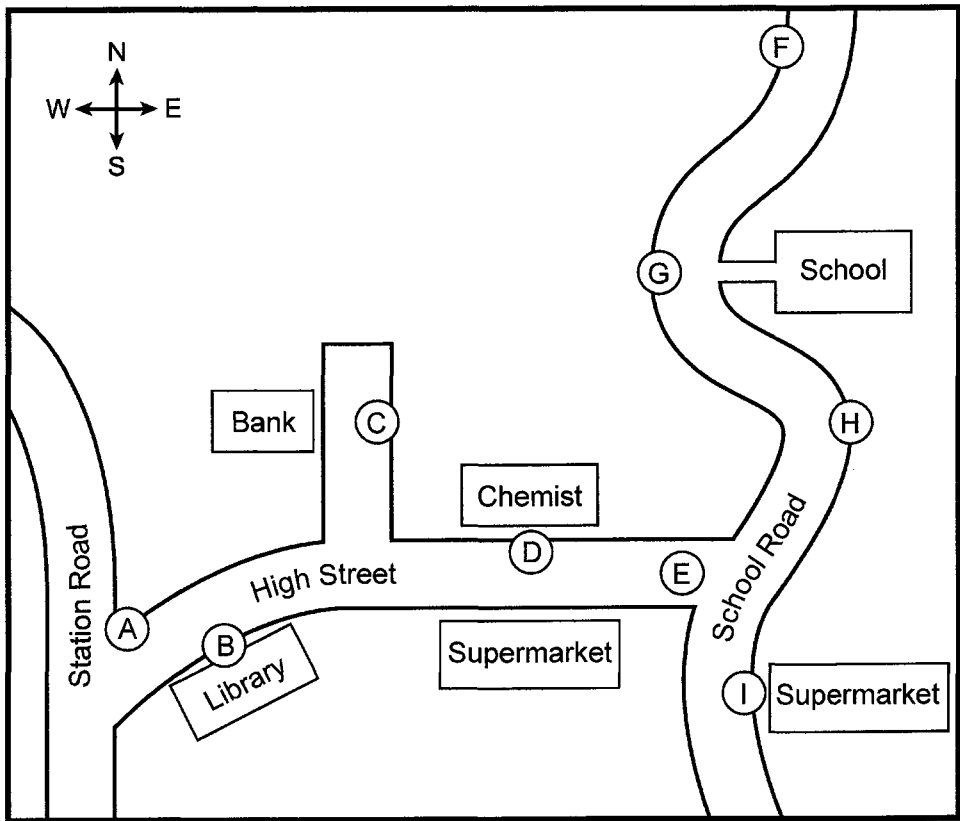 N
W E
S
F
G
School
Bank
C
H
Chemist
D
High Street
E
School Road
Station Road
A
B
Library
Supermarket
I
Supermarket